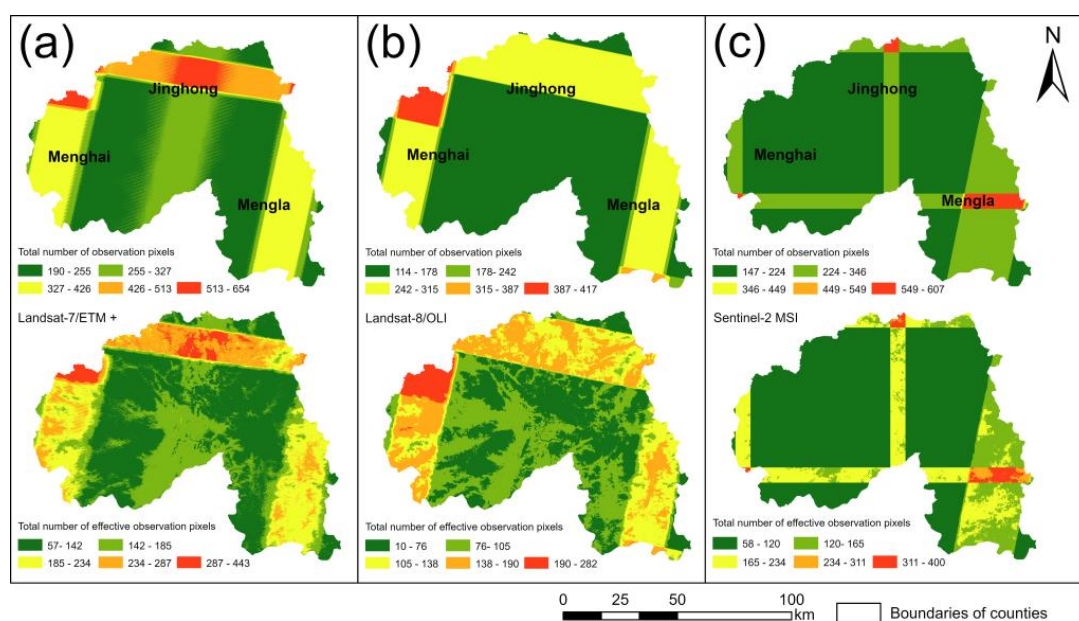 (a)
Jinghong
Menghai
Mengla
Total number of observation pixels
190 - 255 255 - 327
327 - 426 426 - 513 513 - 654
Landsat-7/ETM +
Total number of effective observation pixels
57- 142 142 - 185
185 - 234 234 - 287 287 - 443
(b)
Jinghong
Menghai
Mengla
Total number of observation pixels
114 - 178 178- 242
242 - 315 315 - 387 387 - 417
Landsat-8/OLI
Total number of effective observation pixels
10 - 76 76- 105
105 - 138 138 - 190 190 - 282
(c)
N
Jinghong
Menghai
Mengla
Total number of observation pixels
147 - 224 224 - 346
346 - 449 449 - 549 549 - 607
Sentinel-2 MSI
Total number of effective observation pixels
58 - 120 120- 165
165 - 234 234 - 311 311 - 400
0 25 50 100
km
Boundaries of counties